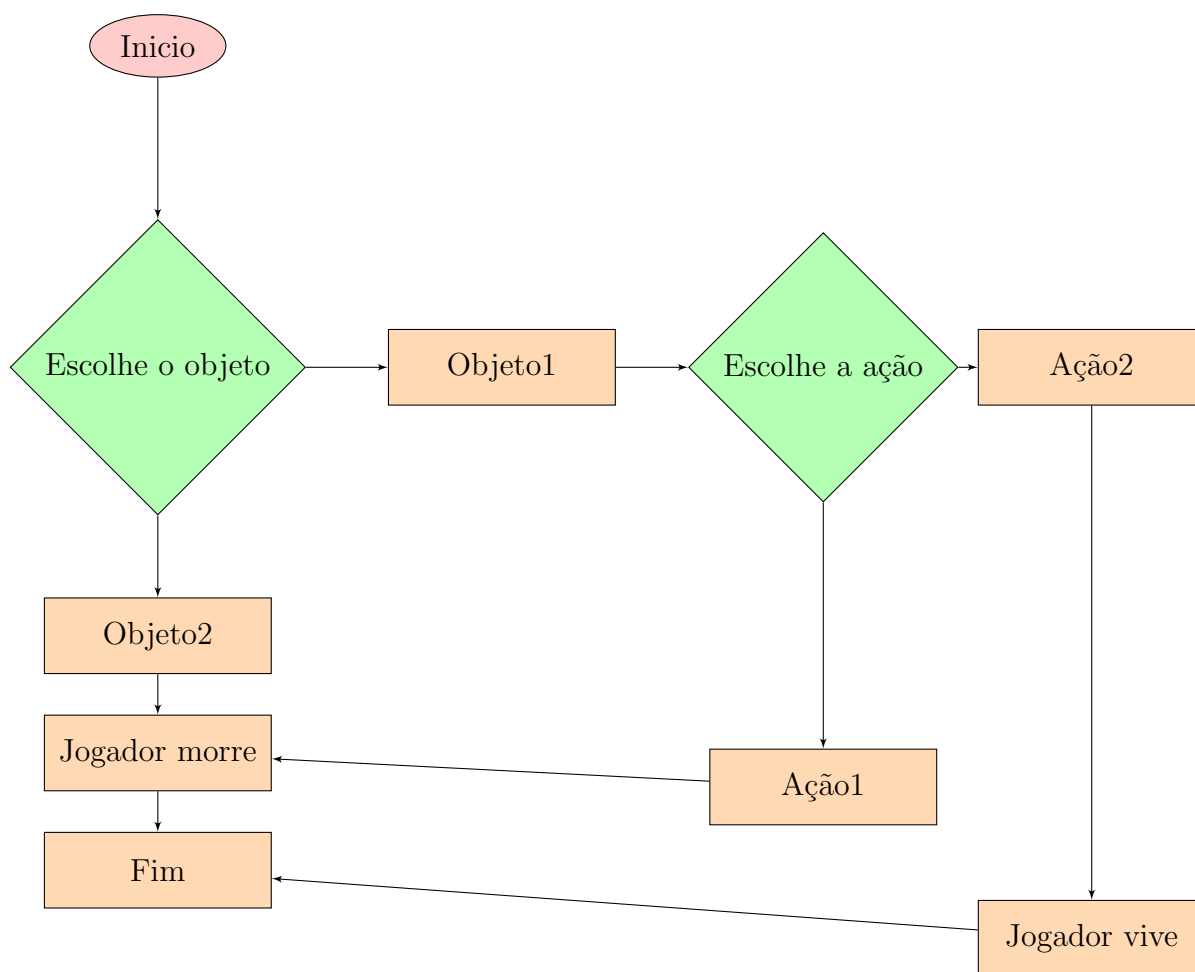 Inicio
Escolhe o objeto
Objeto1
Escolhe a ação
Ação2
Objeto2
Jogador morre
Ação1
Fim
Jogador vive